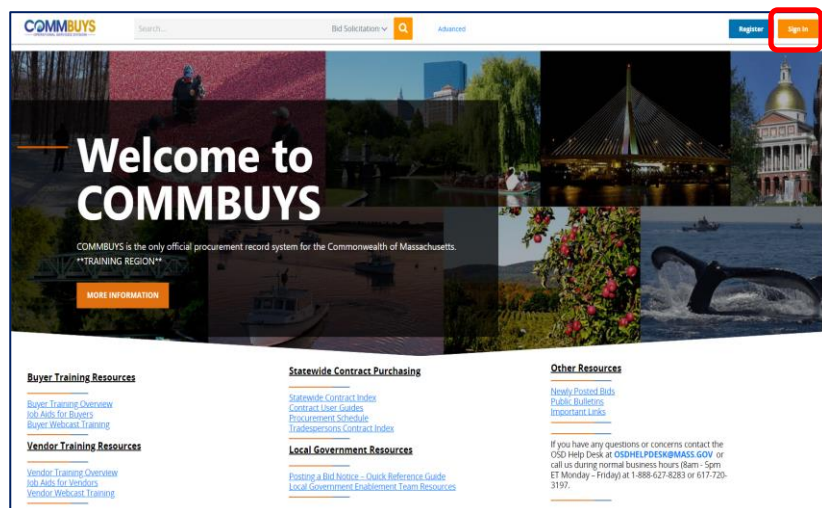 COMMBUYS
OPERATIONAL SERVICES DIVISION
Search...
Bid Solicitation
Advanced
Register
Sign In
Welcome to
COMMBUYS
COMMBUYS is the only official procurement record system for the Commonwealth of Massachusetts.
**TRAINING REGION**
MORE INFORMATION
Buyer Training Resources
Buyer Training Overview
Job Aids for Buyers
Buyer Webcast Training
Vendor Training Resources
Vendor Training Overview
Job Aids for Vendors
Vendor Webcast Training
Statewide Contract Purchasing
Statewide Contract Index
Contract User Guides
Procurement Schedule
Tradespersons Contract Index
Local Government Resources
Posting a Bid Notice – Quick Reference Guide
Local Government Enablement Team Resources
Other Resources
Newly Posted Bids
Public Bulletins
Important Links
If you have any questions or concerns contact the
OSD Help Desk at OSDHELPDESK@MASS.GOV or
call us during normal business hours (8am - 5pm
ET Monday – Friday) at 1-888-627-8283 or 617-720-
3197.